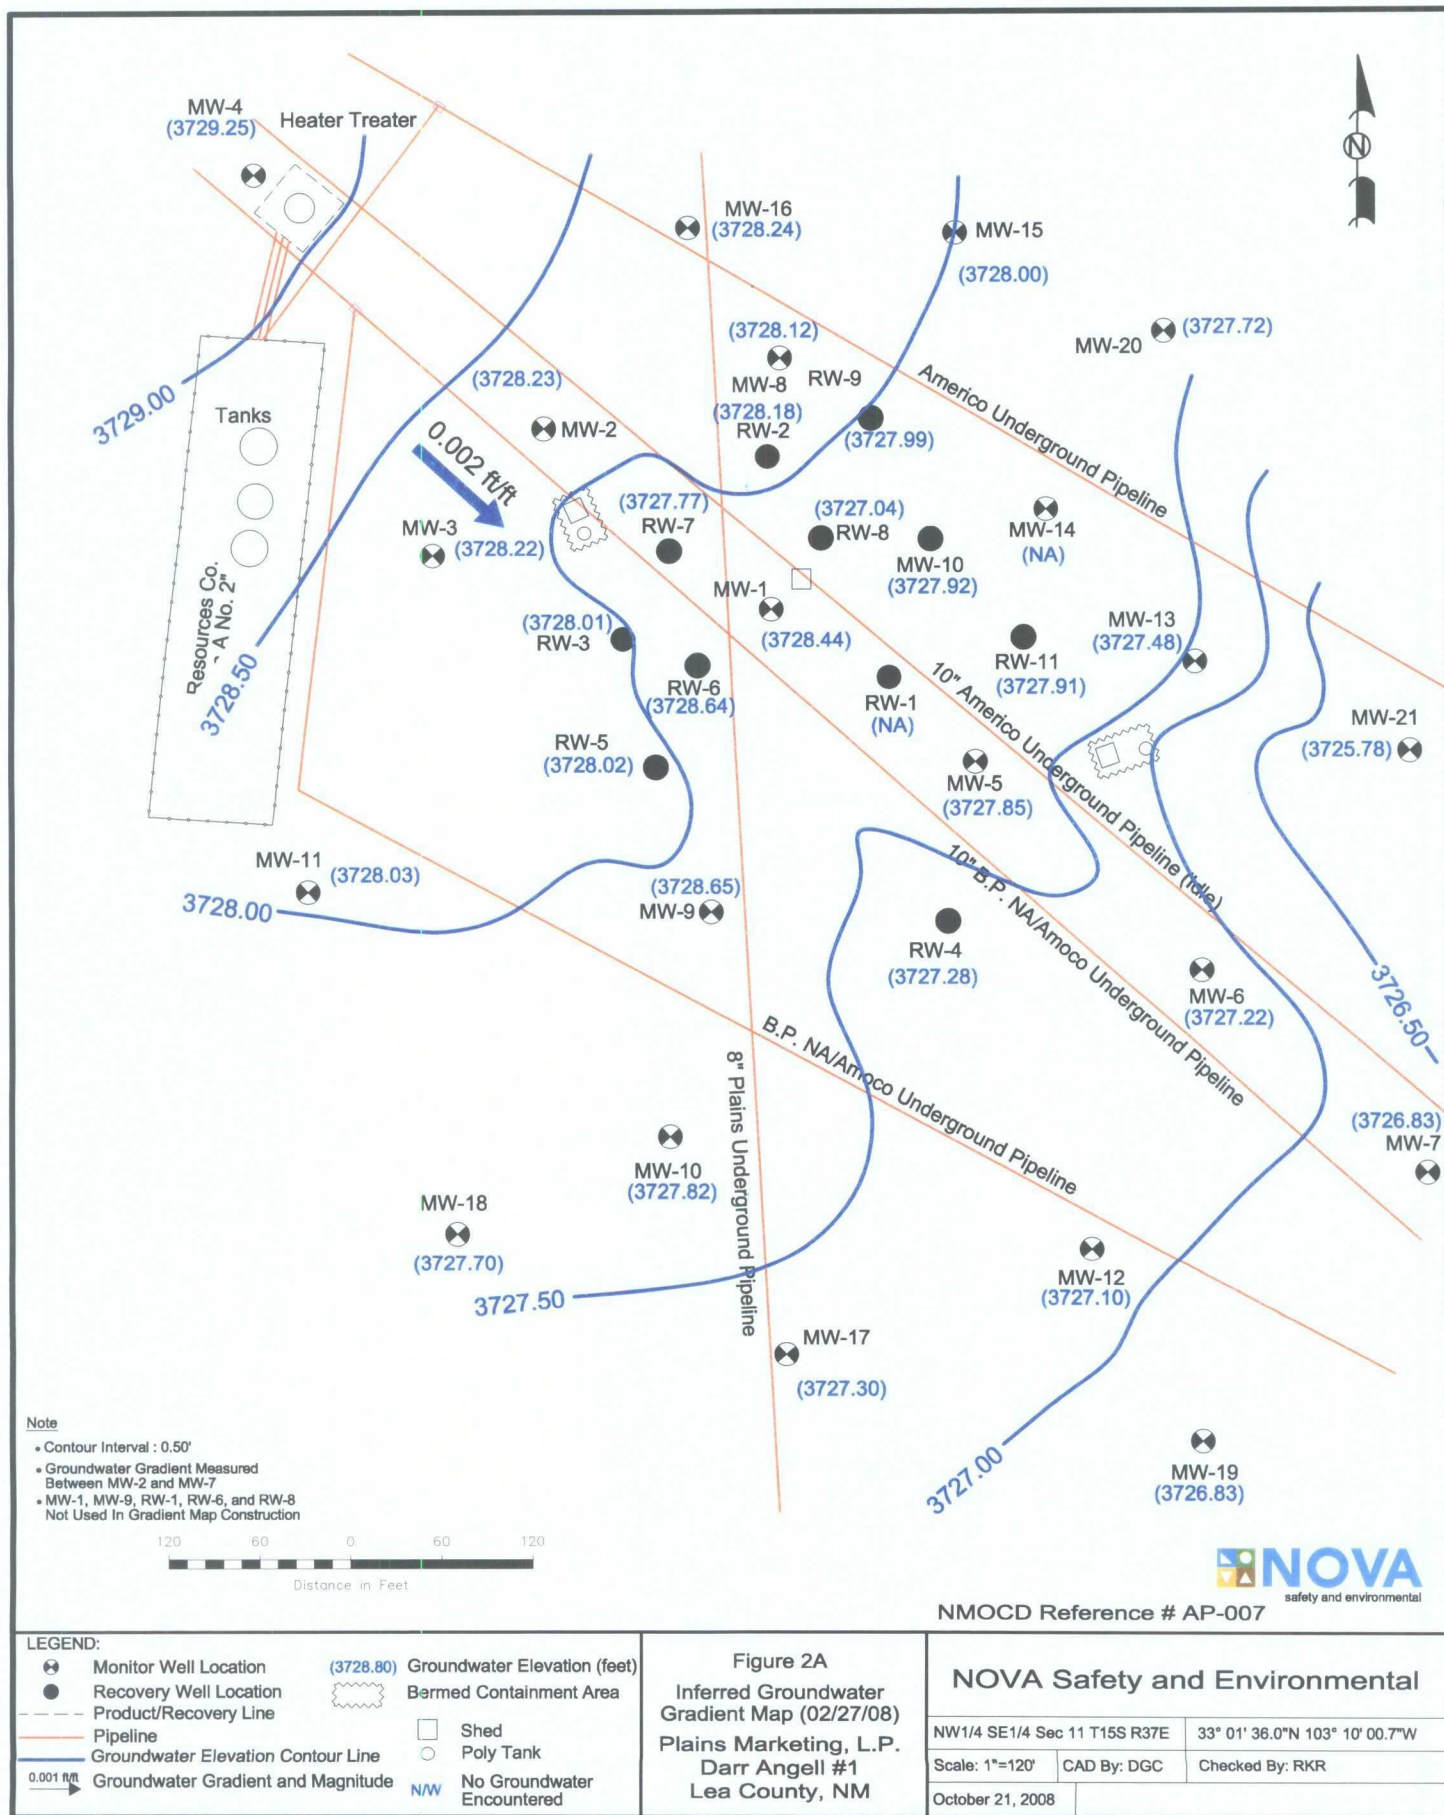 MW-4
(3729.25)
Heater Treater
MW-16
(3728.24)
MW-15
(3728.00)
(3727.72)
MW-20
(3728.12)
MW-8
RW-9
(3728.18)
RW-2
(3727.99)
Americo Underground Pipeline
3729.00
Tanks
(3728.23)
MW-2
0.002 ft/ft
MW-3
(3728.22)
(3727.77)
RW-7
(3727.04)
RW-8
MW-10
(3727.92)
MW-14
(NA)
MW-1
(3728.44)
MW-13
(3727.48)
(3728.01)
RW-3
RW-11
(3727.91)
Resources Co.
A No. 2"
3728.50
RW-6
(3728.64)
RW-1
(NA)
10" Americo Underground Pipeline (Idle)
MW-21
(3725.78)
RW-5
(3728.02)
MW-5
(3727.85)
MW-11
(3728.03)
3728.00
(3728.65)
MW-9
10" B.P. NA/Amoco Underground Pipeline
RW-4
(3727.28)
MW-6
(3727.22)
3726.50
B.P. NA/Amoco Underground Pipeline
8" Plains Underground Pipeline
(3726.83)
MW-7
MW-10
(3727.82)
MW-18
(3727.70)
MW-12
(3727.10)
3727.50
MW-17
(3727.30)
3727.00
MW-19
(3726.83)
N
Note
• Contour Interval : 0.50'
• Groundwater Gradient Measured
Between MW-2 and MW-7
• MW-1, MW-9, RW-1, RW-6, and RW-8
Not Used In Gradient Map Construction
120 60 0 60 120
Distance in Feet
NOVA
safety and environmental
NMOCD Reference # AP-007
LEGEND:
Monitor Well Location
Recovery Well Location
Product/Recovery Line
Pipeline
Groundwater Elevation Contour Line
0.001 ft/ft Groundwater Gradient and Magnitude
(3728.80) Groundwater Elevation (feet)
Bermed Containment Area
Shed
Poly Tank
N/W No Groundwater
Encountered
Figure 2A
Inferred Groundwater
Gradient Map (02/27/08)
Plains Marketing, L.P.
Darr Angell #1
Lea County, NM
NOVA Safety and Environmental
NW1/4 SE1/4 Sec 11 T15S R37E 33° 01' 36.0"N 103° 10' 00.7"W
Scale: 1"=120' CAD By: DGC Checked By: RKR
October 21, 2008